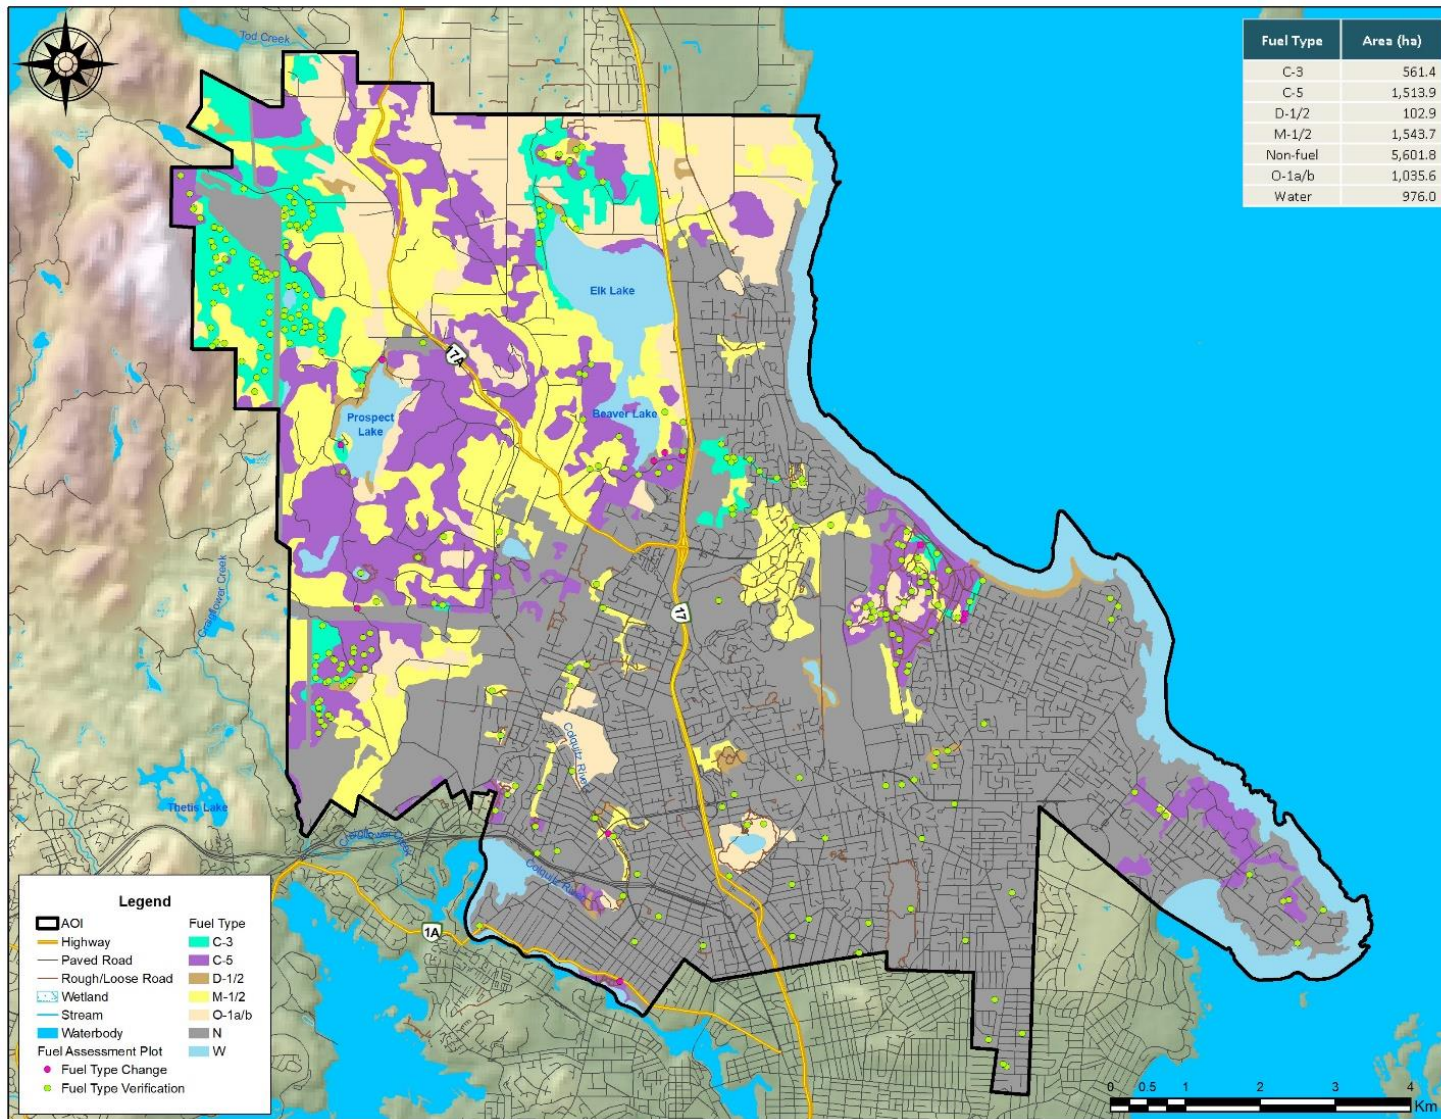 Tod Creek
Fuel Type Area (ha)
C-3 561.4
C-5 1,513.9
D-1/2 102.9
M-1/2 1,543.7
Non-fuel 5,601.8
O-1a/b 1,035.6
Water 976.0
Elk Lake
17A
Beaver Lake
Prospect
Lake
Craigflower Creek
17
Colquitz River
Thetis Lake
Craigflower Creek
Colquitz River
1A
Legend
AOI
Highway
Paved Road
Rough/Loose Road
Wetland
Stream
Waterbody
Fuel Assessment Plot
Fuel Type Change
Fuel Type Verification
Fuel Type
C-3
C-5
D-1/2
M-1/2
O-1a/b
N
W
0 0.5 1 2 3 4
Km